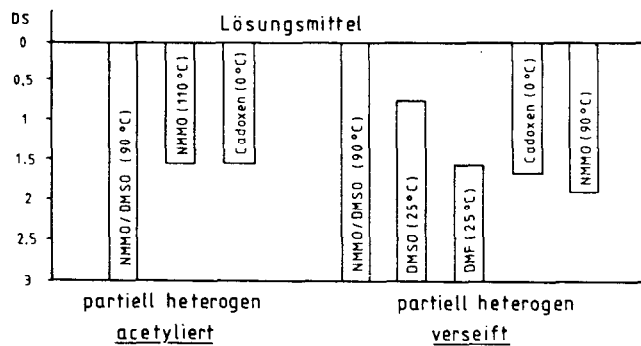 DS
Lösungsmittel
0
0,5
1
1.5
2
2,5
3
NMMO/DMSO (90°C)
NMMO (110°C)
Cadoxen (0°C)
NMMO/DMSO (90°C)
DMSO (25°C)
DMF (25°C)
Cadoxen (0°C)
NMMO (90°C)
partiell heterogen
acetyliert
partiell heterogen
verseift